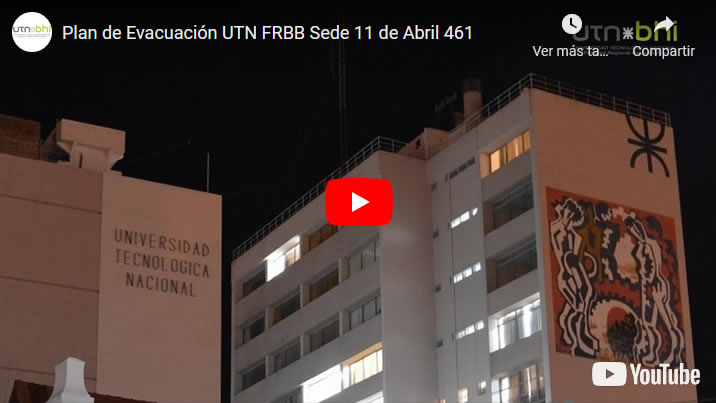 utn*bhi
Plan de Evacuación UTN FRBB Sede 11 de Abril 461
utn*bhi
Ver más ta...
Compartir
UNIVERSIDAD
TECNOLOGICA
NACIONAL
YouTube